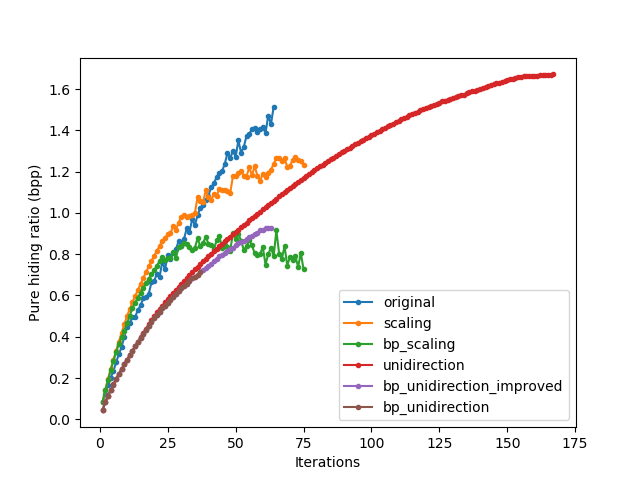 Pure hiding ratio (bpp)
1.6
1.4
1.2
1.0
0.8
0.6
0.4
0.2
0.0
original
scaling
bp_scaling
unidirection
bp_unidirection_improved
bp_unidirection
0 25 50 75 100 125 150 175
Iterations